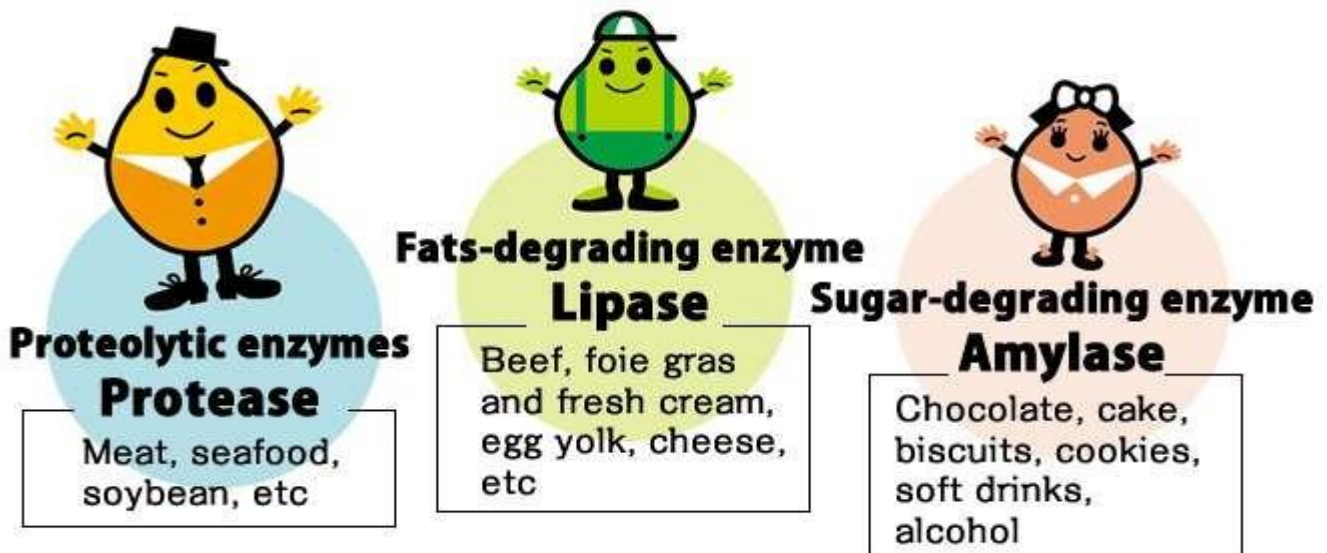 Proteolytic enzymes
Protease
Meat, seafood,
soybean, etc
Fats-degrading enzyme
Lipase
Beef, foie gras
and fresh cream,
egg yolk, cheese,
etc
Sugar-degrading enzyme
Amylase
Chocolate, cake,
biscuits, cookies,
soft drinks,
alcohol